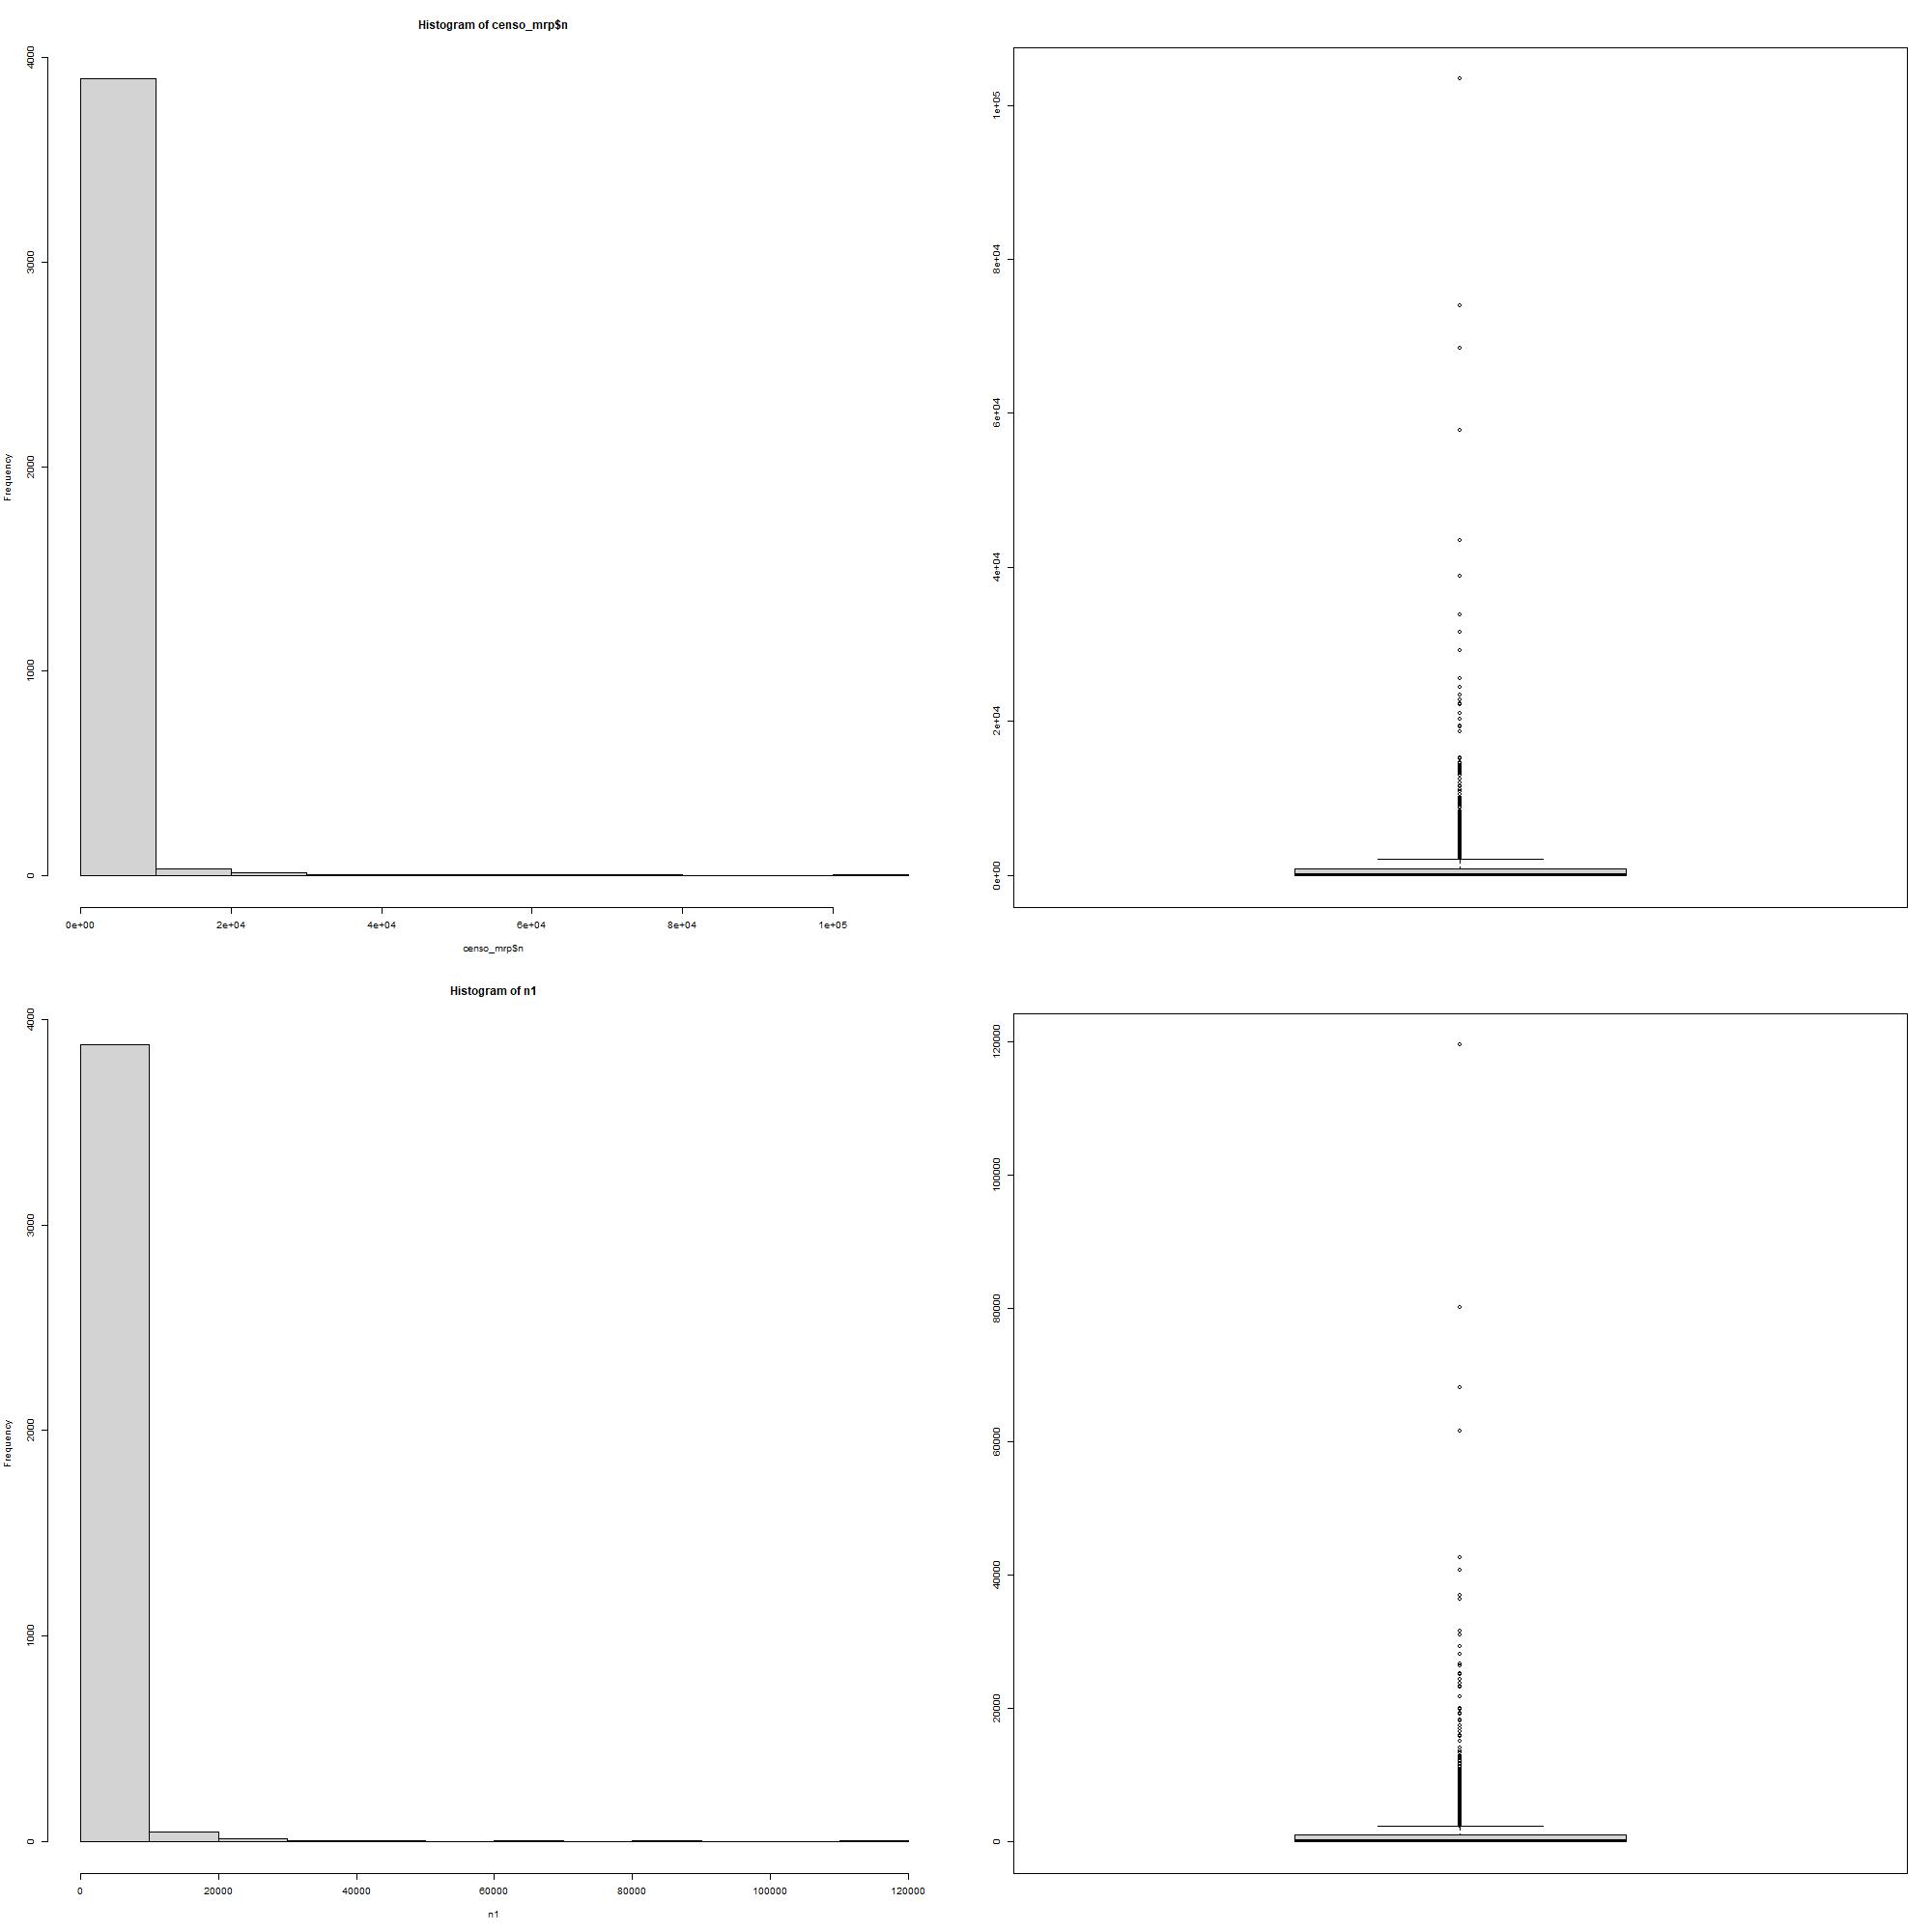 Histogram of censo_mrp$n
Frequency
4000
3000
2000
1000
0
0e+00 2e+04 4e+04 6e+04 8e+04 1e+05
censo_mrp$n
1e+05
8e+04
6e+04
4e+04
2e+04
0e+00
Histogram of n1
Frequency
4000
3000
2000
1000
0
0 20000 40000 60000 80000 100000 120000
n1
120000
100000
80000
60000
40000
20000
0